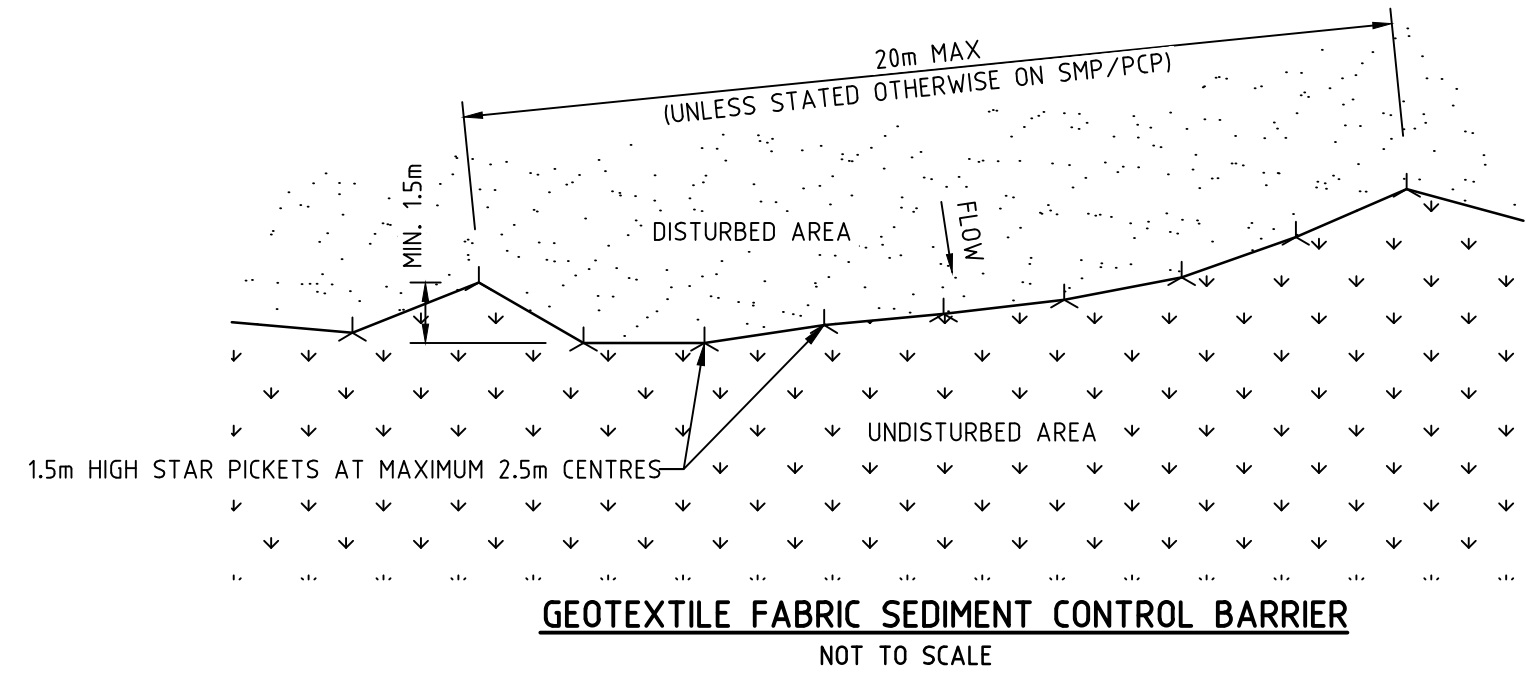 20m MAX
(UNLESS STATED OTHERWISE ON SMP/PCP)
MIN. 1.5m
DISTURBED AREA
FLOW
UNDISTURBED AREA
1.5m HIGH STAR PICKETS AT MAXIMUM 2.5m CENTRES
GEOTEXTILE FABRIC SEDIMENT CONTROL BARRIER
NOT TO SCALE